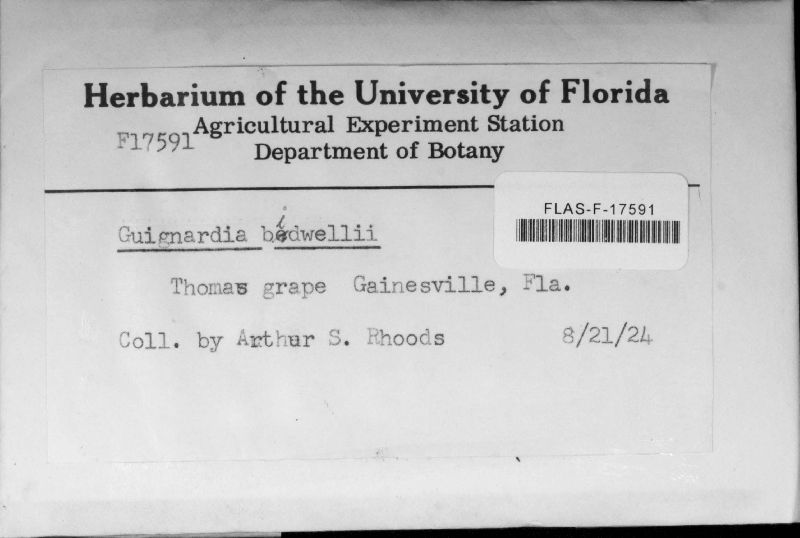 Herbarium of the University of Florida
Agricultural Experiment Station
F17591
Department of Botany
FLAS-F-17591
Guignardia bidwellii
Thomas grape Gainesville, Fla.
Coll. by Arthur S. Rhoods 8/21/24